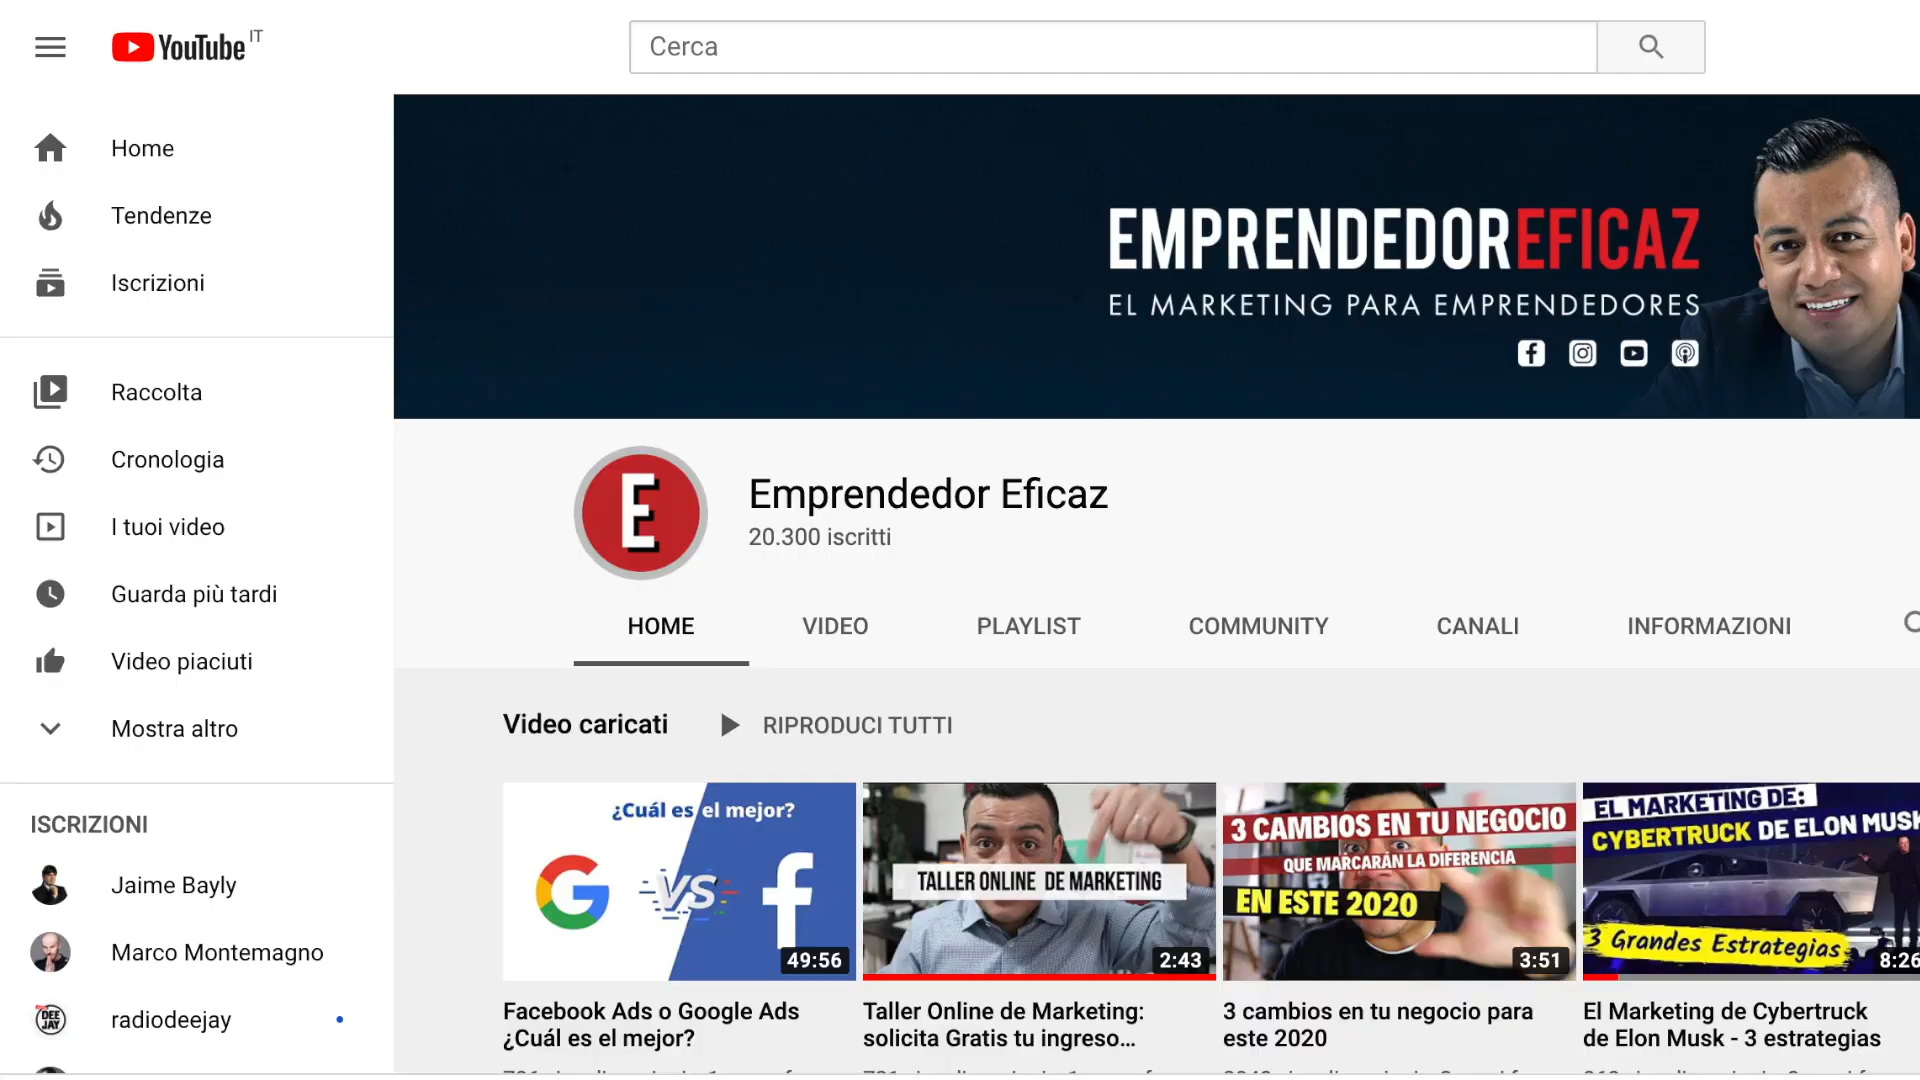 YouTube IT
Cerca
Home
Tendenze
Iscrizioni
Raccolta
Cronologia
I tuoi video
Guarda più tardi
Video piaciuti
Mostra altro
ISCRIZIONI
Jaime Bayly
Marco Montemagno
DEE
JAY
radiodeejay
EMPRENDEDOREFICAZ
EL MARKETING PARA EMPRENDEDORES
E
Emprendedor Eficaz
20.300 iscritti
HOME VIDEO PLAYLIST COMMUNITY CANALI INFORMAZIONI
Video caricati RIPRODUCI TUTTI
¿Cuál es el mejor?
VS
49:56
Facebook Ads o Google Ads
¿Cuál es el mejor?
TALLER ONLINE DE MARKETING
2:43
Taller Online de Marketing:
solicita Gratis tu ingreso...
3 CAMBIOS EN TU NEGOCIO
QUE MARCARÁN LA DIFERENCIA
EN ESTE 2020
3:51
3 cambios en tu negocio para
este 2020
EL MARKETING DE:
CYBERTRUCK DE ELON MUSK
3 Grandes Estrategias
8:26
El Marketing de Cybertruck
de Elon Musk - 3 estrategias